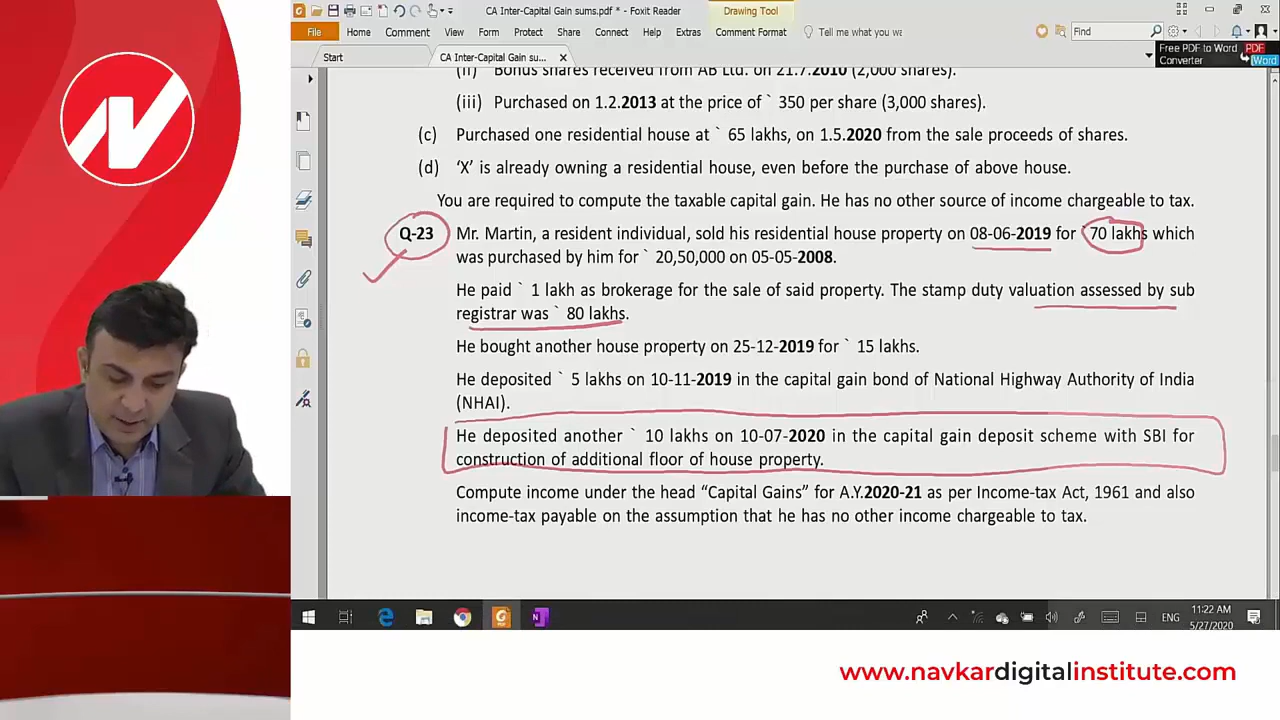 CA Inter-Capital Gain sums.pdf * - Foxit Reader
Drawing Tool
File Home Comment View Form Protect Share Connect Help Extras Comment Format Tell me what you wa Find
Free PDF to Word PDF
Converter Word
Start CA Inter-Capital Gain su...
(ii) Bonus shares received from AB Ltd. on 21.7.2010 (2,000 shares).
(iii) Purchased on 1.2.2013 at the price of ` 350 per share (3,000 shares).
(c) Purchased one residential house at ` 65 lakhs, on 1.5.2020 from the sale proceeds of shares.
(d) ‘X’ is already owning a residential house, even before the purchase of above house.
You are required to compute the taxable capital gain. He has no other source of income chargeable to tax.
Q-23 Mr. Martin, a resident individual, sold his residential house property on 08-06-2019 for `70 lakhs which
was purchased by him for ` 20,50,000 on 05-05-2008.
He paid ` 1 lakh as brokerage for the sale of said property. The stamp duty valuation assessed by sub
registrar was ` 80 lakhs.
He bought another house property on 25-12-2019 for ` 15 lakhs.
He deposited ` 5 lakhs on 10-11-2019 in the capital gain bond of National Highway Authority of India
(NHAI).
He deposited another ` 10 lakhs on 10-07-2020 in the capital gain deposit scheme with SBI for
construction of additional floor of house property.
Compute income under the head “Capital Gains” for A.Y.2020-21 as per Income-tax Act, 1961 and also
income-tax payable on the assumption that he has no other income chargeable to tax.
ENG
11:22 AM
5/27/2020
www.navkardigitalinstitute.com